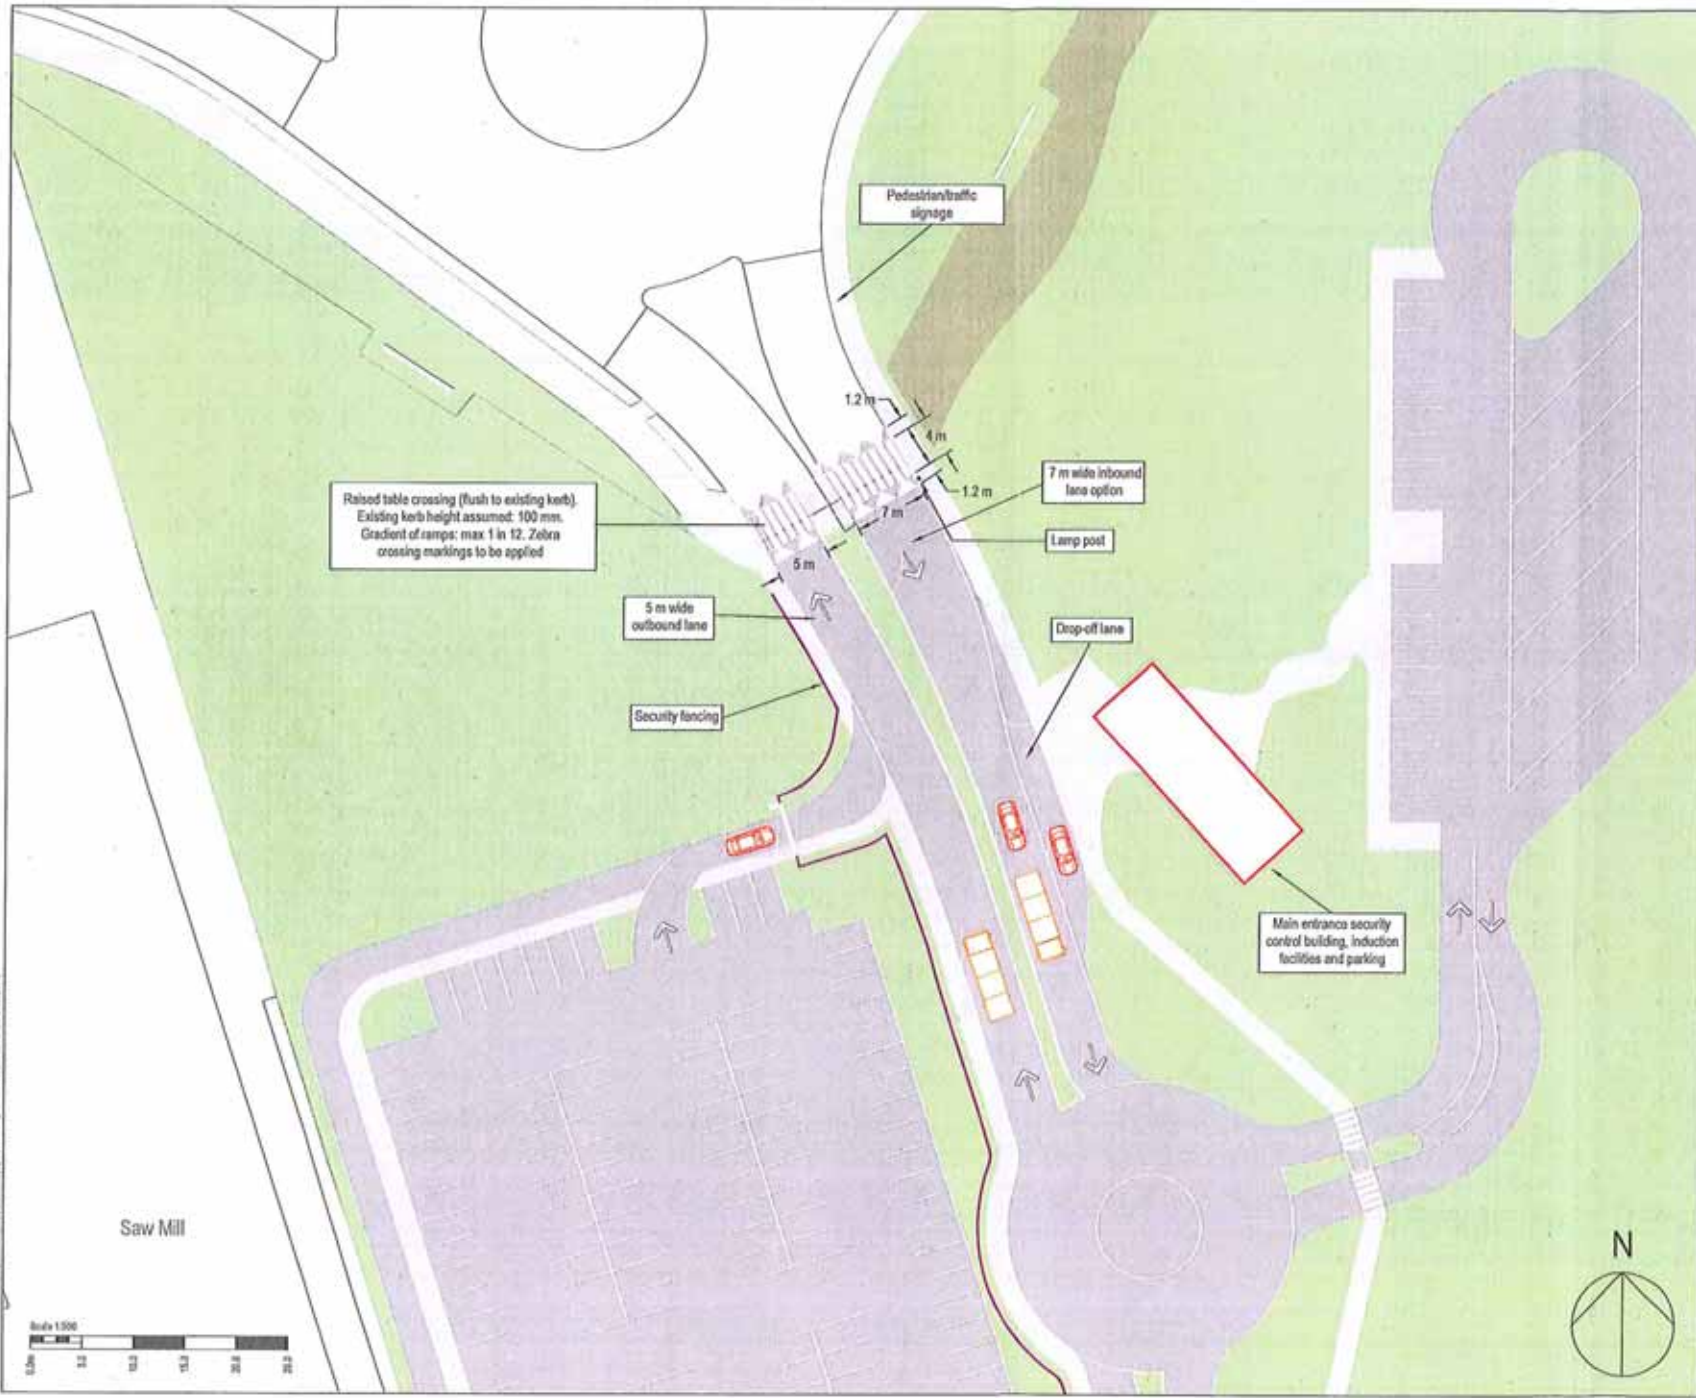 Pedestrian/traffic
signage
1.2 m
4 m
7 m wide inbound
lane option
1.2 m
7 m
Raised table crossing (flush to existing kerb).
Existing kerb height assumed: 100 mm.
Gradient of ramps: max 1 in 12. Zebra
crossing markings to be applied
Lamp post
5 m
5 m wide
outbound lane
Drop-off lane
Security fencing
Main entrance security
control building, induction
facilities and parking
Saw Mill
N
Scale 1:500